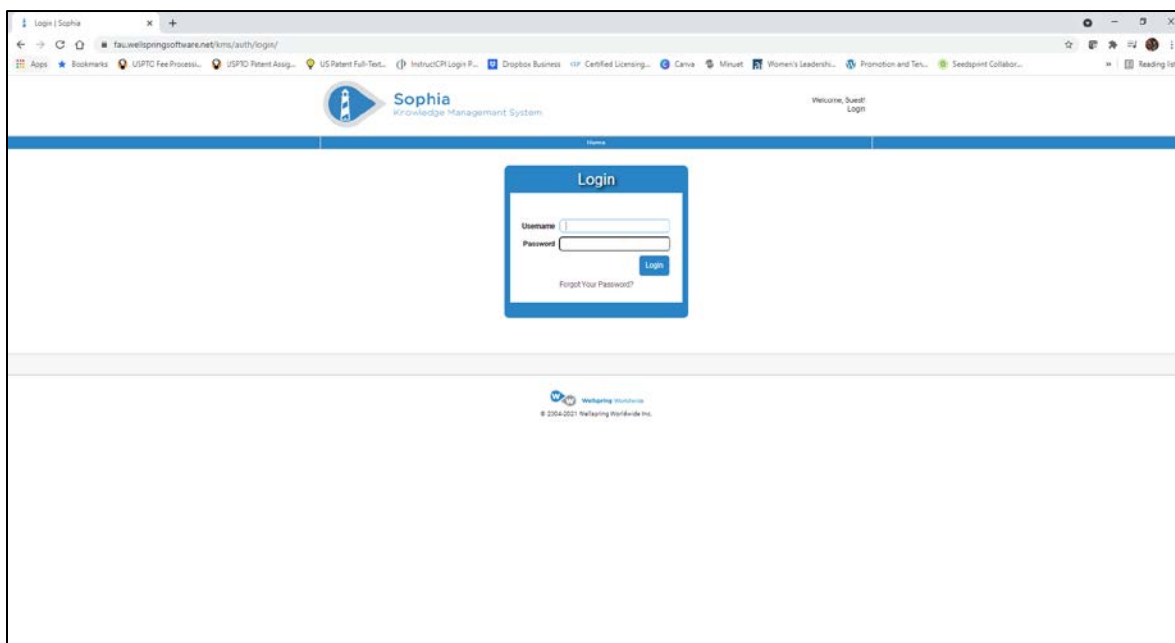 Login | Sophia
fau.wellspringsoftware.net/kms/auth/login/
Apps Bookmarks USPTO Fee Processi... USPTO Patent Assig... US Patent Full-Text... InstructCPI Login P... Dropbox Business CLP Certified Licensing... Canva Minuet Women's Leadershi... Promotion and Ten... Seedsprint Collabor... » Reading list
Sophia
Knowledge Management System
Welcome, Guest!
Login
Home
Login
Username
Password
Login
Forgot Your Password?
W W Wellspring Worldwide
© 2004-2021 Wellspring Worldwide Inc.